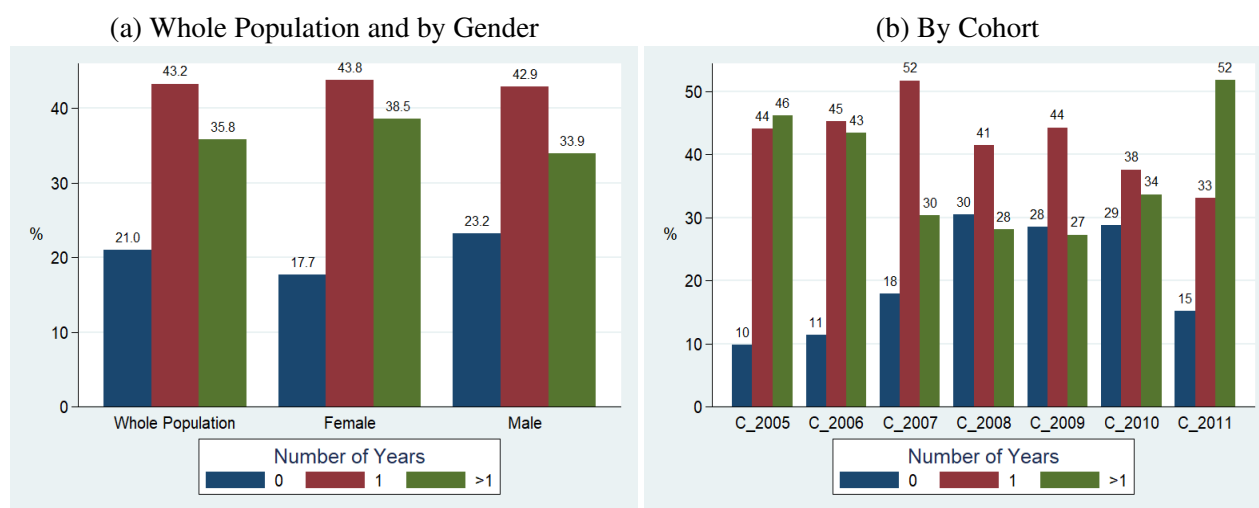 (a) Whole Population and by Gender
43.2 43.8 42.9
38.5
35.8
33.9
23.2
21.0
17.7
40
30
20
10
0
%
Whole Population Female Male
Number of Years
0 1 >1
(b) By Cohort
52 52
46
44 45 43 44
41
38
34
33
30 30
28 28 27 29
18
15
10 11
50
40
30
20
10
0
%
C_2005 C_2006 C_2007 C_2008 C_2009 C_2010 C_2011
Number of Years
0 1 >1